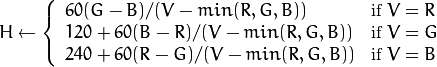 H ← { 60(G − B)/(V − min(R, G, B)) if V = R
120 + 60(B − R)/(V − min(R, G, B)) if V = G
240 + 60(R − G)/(V − min(R, G, B)) if V = B